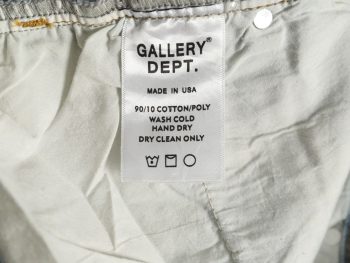 GALLERY®
DEPT.
MADE IN USA
90/10 COTTON/POLY
WASH COLD
HAND DRY
DRY CLEAN ONLY